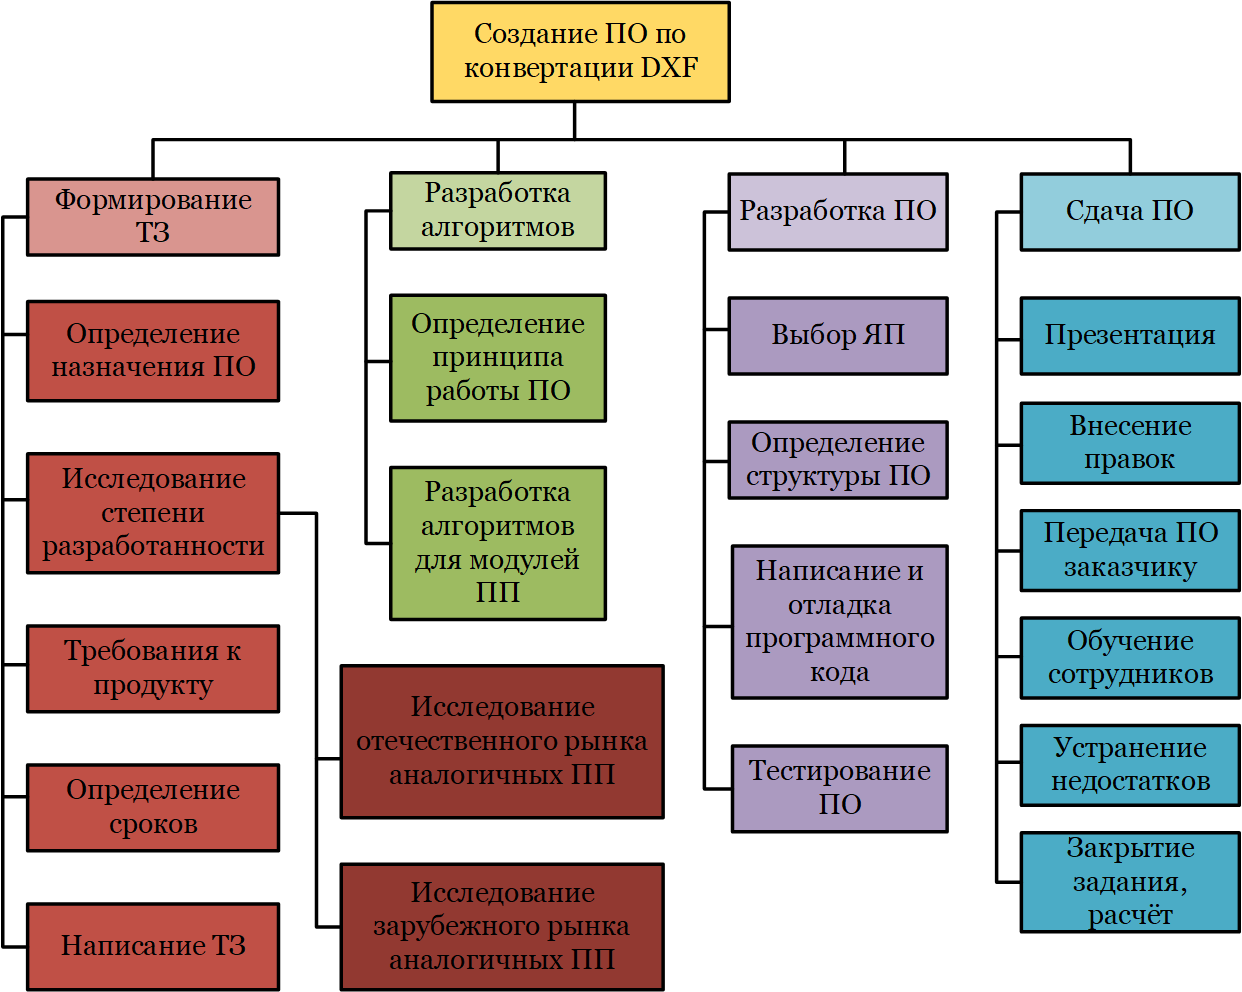 Создание ПО по
конвертации DXF
Формирование
ТЗ
Определение
назначения ПО
Исследование
степени
разработанности
Требования к
продукту
Определение
сроков
Написание ТЗ
Исследование
отечественного рынка
аналогичных ПП
Исследование
зарубежного рынка
аналогичных ПП
Разработка
алгоритмов
Определение
принципа
работы ПО
Разработка
алгоритмов
для модулей
ПП
Разработка ПО
Выбор ЯП
Определение
структуры ПО
Написание и
отладка
программного
кода
Тестирование
ПО
Сдача ПО
Презентация
Внесение
правок
Передача ПО
заказчику
Обучение
сотрудников
Устранение
недостатков
Закрытие
задания,
расчёт